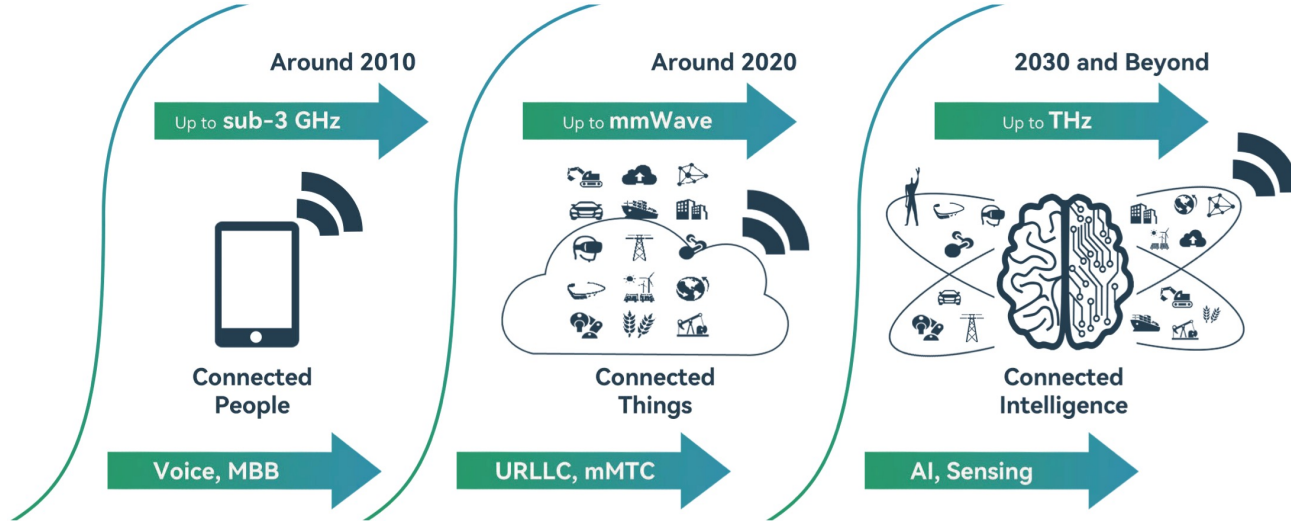 Around 2010
Up to sub-3 GHz
Connected
People
Voice, MBB
Around 2020
Up to mmWave
Connected
Things
URLLC, mMTC
2030 and Beyond
Up to THz
Connected
Intelligence
AI, Sensing